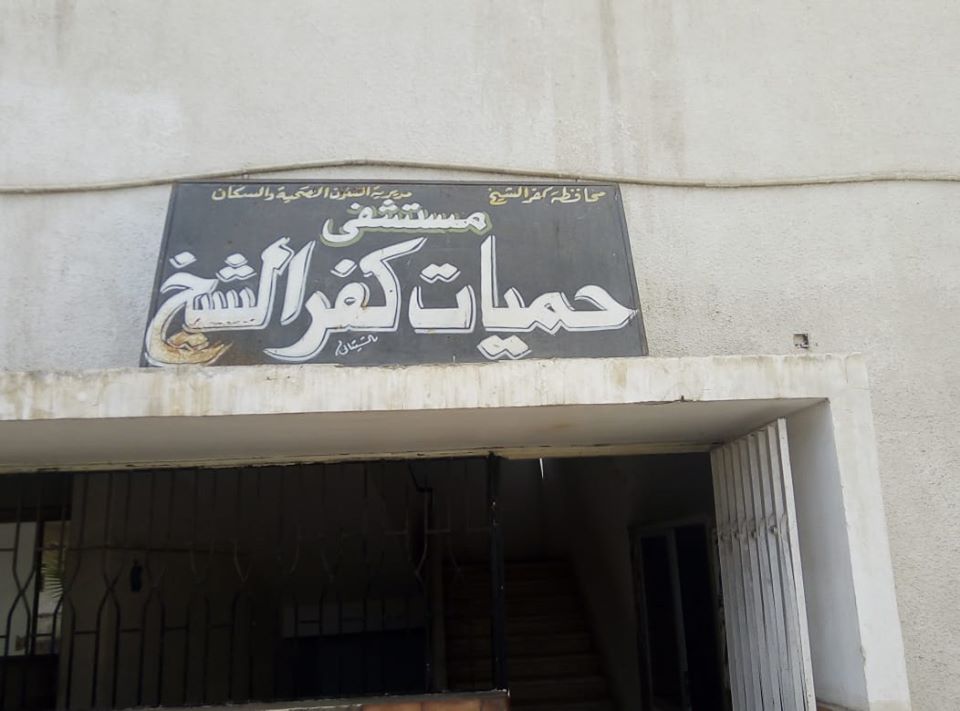 محافظة كفر الشيخ مديرية الشئون الصحية والسكان
مستشفى
حميات كفر الشيخ